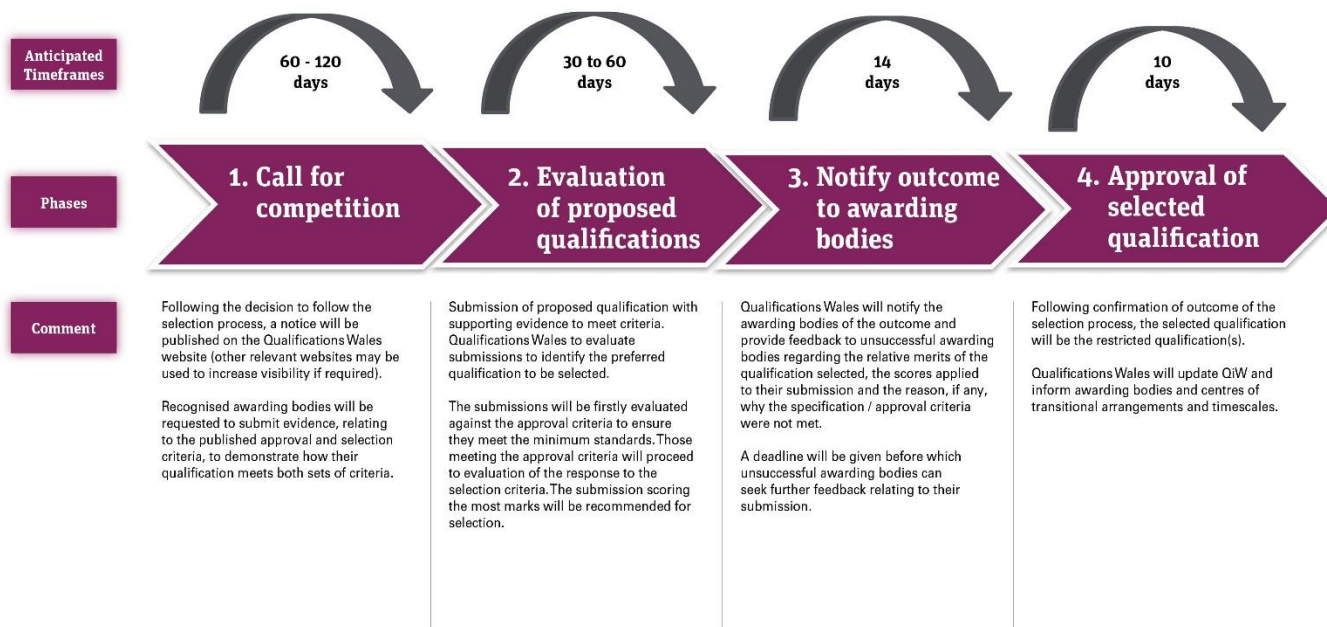 Anticipated
Timeframes
60 - 120
days
30 to 60
days
14
days
10
days
Phases
1. Call for
competition
2. Evaluation
of proposed
qualifications
3. Notify outcome
to awarding
bodies
4. Approval of
selected
qualification
Comment
Following the decision to follow the
selection process, a notice will be
published on the Qualifications Wales
website (other relevant websites may be
used to increase visibility if required).
Recognised awarding bodies will be
requested to submit evidence, relating
to the published approval and selection
criteria, to demonstrate how their
qualification meets both sets of criteria.
Submission of proposed qualification with
supporting evidence to meet criteria.
Qualifications Wales to evaluate
submissions to identify the preferred
qualification to be selected.
The submissions will be firstly evaluated
against the approval criteria to ensure
they meet the minimum standards. Those
meeting the approval criteria will proceed
to evaluation of the response to the
selection criteria. The submission scoring
the most marks will be recommended for
selection.
Qualifications Wales will notify the
awarding bodies of the outcome and
provide feedback to unsuccessful awarding
bodies regarding the relative merits of the
qualification selected, the scores applied
to their submission and the reason, if any,
why the specification / approval criteria
were not met.
A deadline will be given before which
unsuccessful awarding bodies can
seek further feedback relating to their
submission.
Following confirmation of outcome of the
selection process, the selected qualification
will be the restricted qualification(s).
Qualifications Wales will update QiW and
inform awarding bodies and centres of
transitional arrangements and timescales.